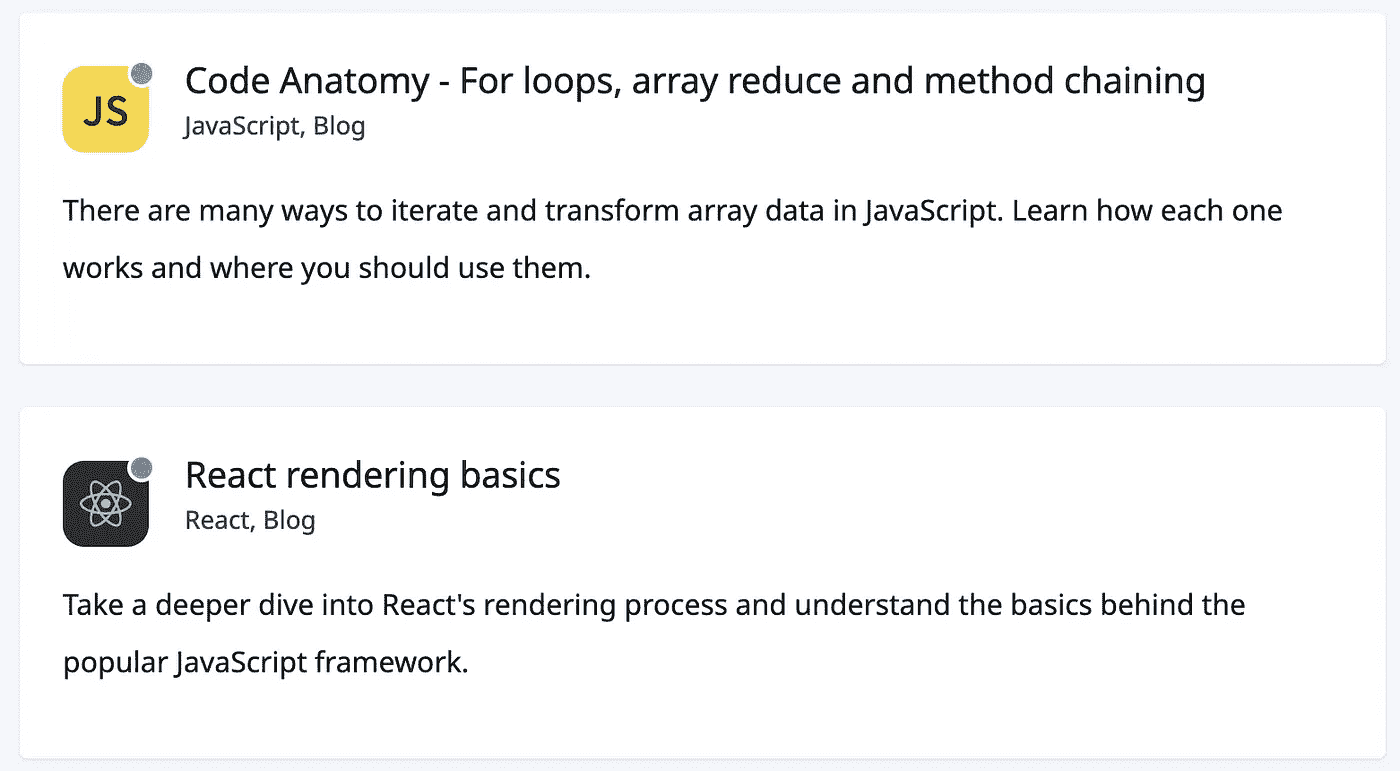 JS
Code Anatomy - For loops, array reduce and method chaining
JavaScript, Blog
There are many ways to iterate and transform array data in JavaScript. Learn how each one
works and where you should use them.
React rendering basics
React, Blog
Take a deeper dive into React's rendering process and understand the basics behind the
popular JavaScript framework.